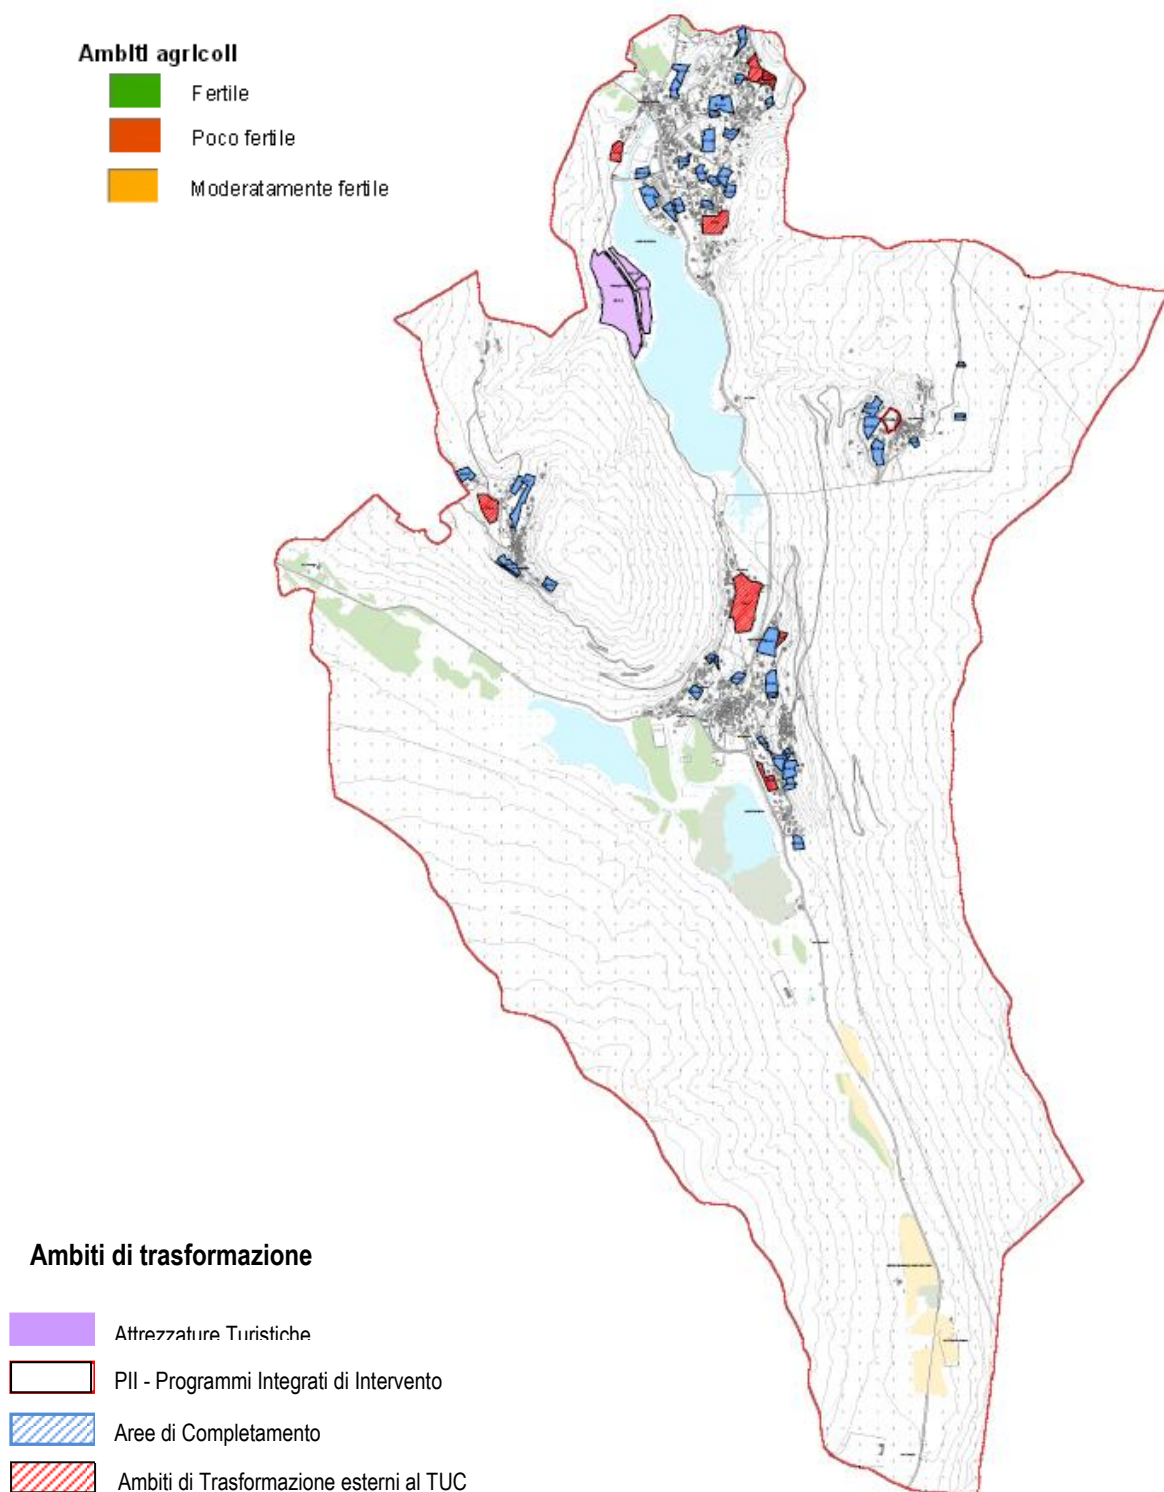 Ambiti agricoli
Fertile
Poco fertile
Moderatamente fertile
Ambiti di trasformazione
Attrezzature Turistiche
PII - Programmi Integrati di Intervento
Aree di Completamento
Ambiti di Trasformazione esterni al TUC